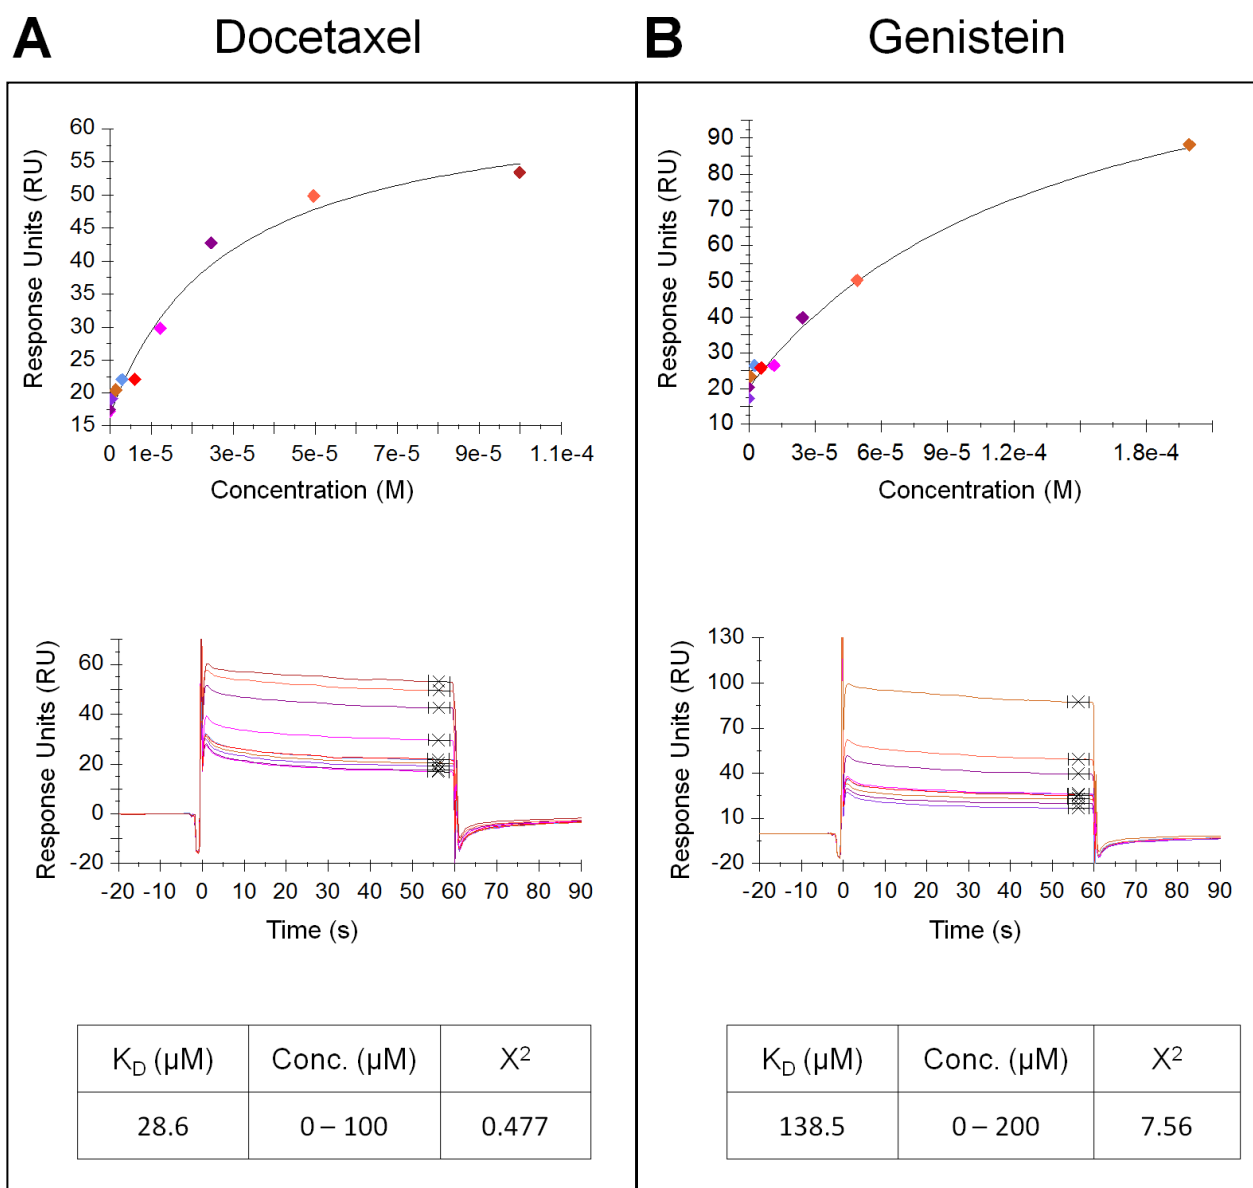 A Docetaxel
60
55
50
45
40
35
30
25
20
15
Response Units (RU)
0 1e-5 3e-5 5e-5 7e-5 9e-5 1.1e-4
Concentration (M)
60
40
20
0
-20
Response Units (RU)
-20 -10 0 10 20 30 40 50 60 70 80 90
Time (s)
K_D (µM) Conc. (µM) X²
28.6 0 – 100 0.477
B Genistein
90
80
70
60
50
40
30
20
10
Response Units (RU)
0 3e-5 6e-5 9e-5 1.2e-4 1.8e-4
Concentration (M)
130
100
70
40
10
-20
Response Units (RU)
-20 -10 0 10 20 30 40 50 60 70 80 90
Time (s)
K_D (µM) Conc. (µM) X²
138.5 0 – 200 7.56